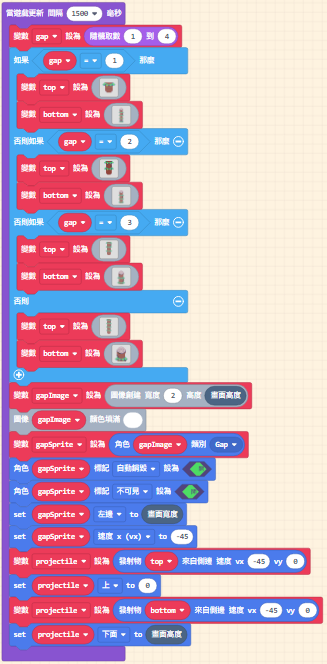 當遊戲更新 間隔 1500 毫秒
變數 gap 設為 隨機取數 1 到 4
如果 gap = 1 那麼
變數 top 設為
變數 bottom 設為
否則如果 gap = 2 那麼
變數 top 設為
變數 bottom 設為
否則如果 gap = 3 那麼
變數 top 設為
變數 bottom 設為
否則
變數 top 設為
變數 bottom 設為
變數 gapImage 設為 圖像創建 寬度 2 高度 畫面高度
圖像 gapImage 顏色填滿
變數 gapSprite 設為 角色 gapImage 類別 Gap
角色 gapSprite 標記 自動銷毀 設為
角色 gapSprite 標記 不可見 設為
set gapSprite 左邊 to 畫面寬度
set gapSprite 速度 x (vx) to -45
變數 projectile 設為 發射物 top 來自側邊 速度 vx -45 vy 0
set projectile 上 to 0
變數 projectile 設為 發射物 bottom 來自側邊 速度 vx -45 vy 0
set projectile 下面 to 畫面高度